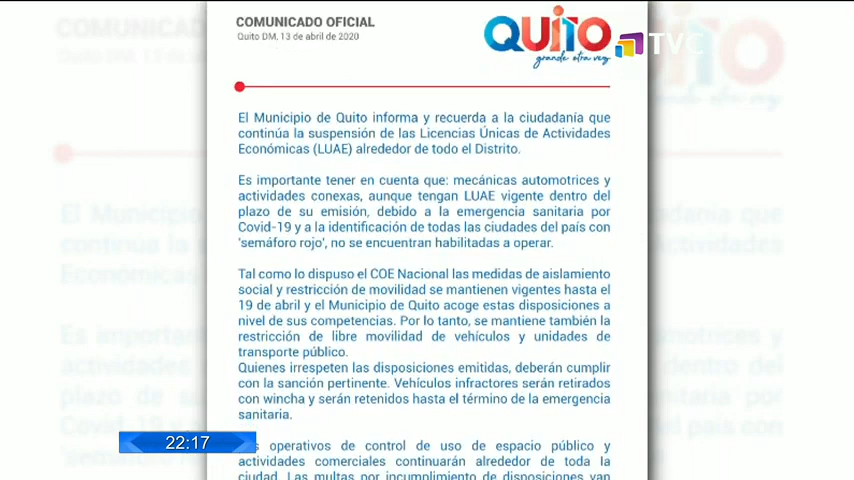 COMUNICADO OFICIAL
Quito DM, 13 de abril de 2020
QUITO
grande otra vez
TVC
El Municipio de Quito informa y recuerda a la ciudadanía que
continúa la suspensión de las Licencias Únicas de Actividades
Económicas (LUAE) alrededor de todo el Distrito.
Es importante tener en cuenta que: mecánicas automotrices y
actividades conexas, aunque tengan LUAE vigente dentro del
plazo de su emisión, debido a la emergencia sanitaria por
Covid-19 y a la identificación de todas las ciudades del país con
'semáforo rojo', no se encuentran habilitadas a operar.
Tal como lo dispuso el COE Nacional las medidas de aislamiento
social y restricción de movilidad se mantienen vigentes hasta el
19 de abril y el Municipio de Quito acoge estas disposiciones a
nivel de sus competencias. Por lo tanto, se mantiene también la
restricción de libre movilidad de vehículos y unidades de
transporte público.
Quienes irrespeten las disposiciones emitidas, deberán cumplir
con la sanción pertinente. Vehículos infractores serán retirados
con wincha y serán retenidos hasta el término de la emergencia
sanitaria.
operativos de control de uso de espacio público y
actividades comerciales continuarán alrededor de toda la
ciudad. Las multas por incumplimiento de disposiciones van
22:17